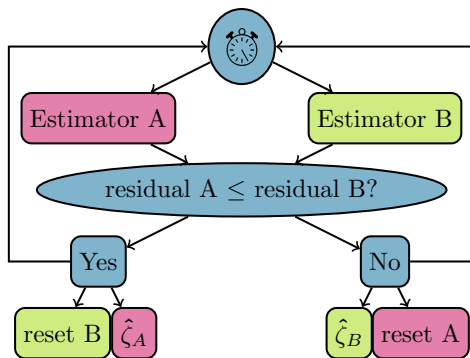 Estimator A
Estimator B
residual A ≤ residual B?
Yes
No
reset B
ζ̂_A
ζ̂_B
reset A